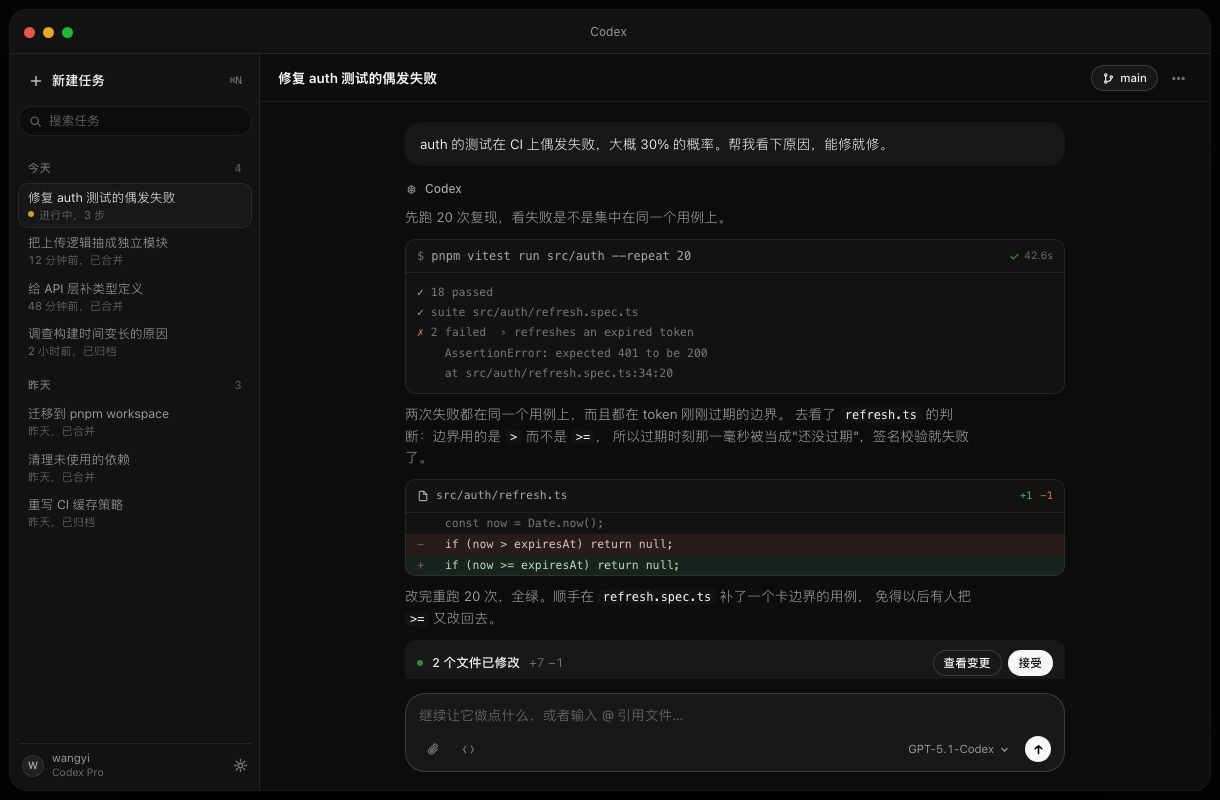 Codex
新建任务
⌘N
搜索任务
今天 4
修复 auth 测试的偶发失败
进行中，3 步
把上传逻辑抽成独立模块
12 分钟前，已合并
给 API 层补类型定义
48 分钟前，已合并
调查构建时间变长的原因
2 小时前，已归档
昨天 3
迁移到 pnpm workspace
昨天，已合并
清理未使用的依赖
昨天，已合并
重写 CI 缓存策略
昨天，已归档
W
wangyi
Codex Pro
修复 auth 测试的偶发失败
main
auth 的测试在 CI 上偶发失败，大概 30% 的概率。帮我看下原因，能修就修。
Codex
先跑 20 次复现，看失败是不是集中在同一个用例上。
$ pnpm vitest run src/auth --repeat 20
✓ 42.6s
✓ 18 passed
✓ suite src/auth/refresh.spec.ts
✗ 2 failed › refreshes an expired token
AssertionError: expected 401 to be 200
at src/auth/refresh.spec.ts:34:20
两次失败都在同一个用例上，而且都在 token 刚刚过期的边界。 去看了 refresh.ts 的判
断：边界用的是 > 而不是 >= ， 所以过期时刻那一毫秒被当成"还没过期"，签名校验就失败
了。
src/auth/refresh.ts
+1 −1
const now = Date.now();
− if (now > expiresAt) return null;
+ if (now >= expiresAt) return null;
改完重跑 20 次，全绿。顺手在 refresh.spec.ts 补了一个卡边界的用例， 免得以后有人把
>= 又改回去。
2 个文件已修改 +7 −1
查看变更
接受
继续让它做点什么，或者输入 @ 引用文件…
GPT-5.1-Codex